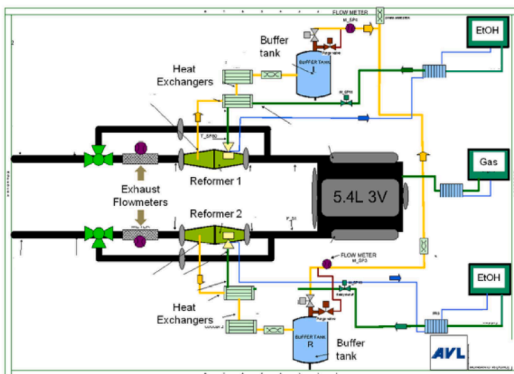 FLOW METER
Buffer
tank
EtOH
BUFFER TANK
J
Heat
Exchangers
Reformer 1
Gas
Exhaust
Flowmeters
5.4L 3V
Reformer 2
FLOW METER
EtOH
Heat
Exchangers
BUFFER TANK
R
Buffer
tank
AVL